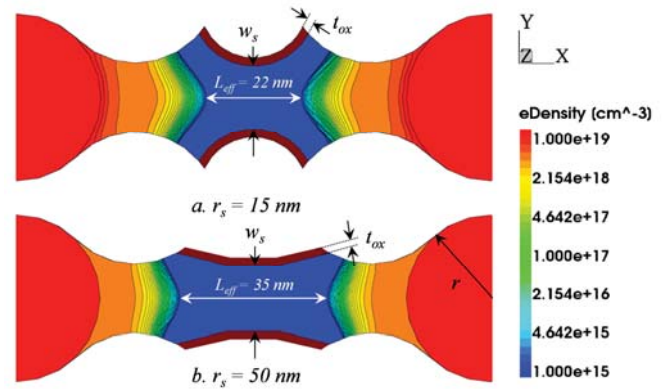 w_s
t_ox
L_eff = 22 nm
a. r_s = 15 nm
w_s
t_ox
L_eff = 35 nm
r
b. r_s = 50 nm
Y
Z X
eDensity [cm^-3]
1.000e+19
2.154e+18
4.642e+17
1.000e+17
2.154e+16
4.642e+15
1.000e+15